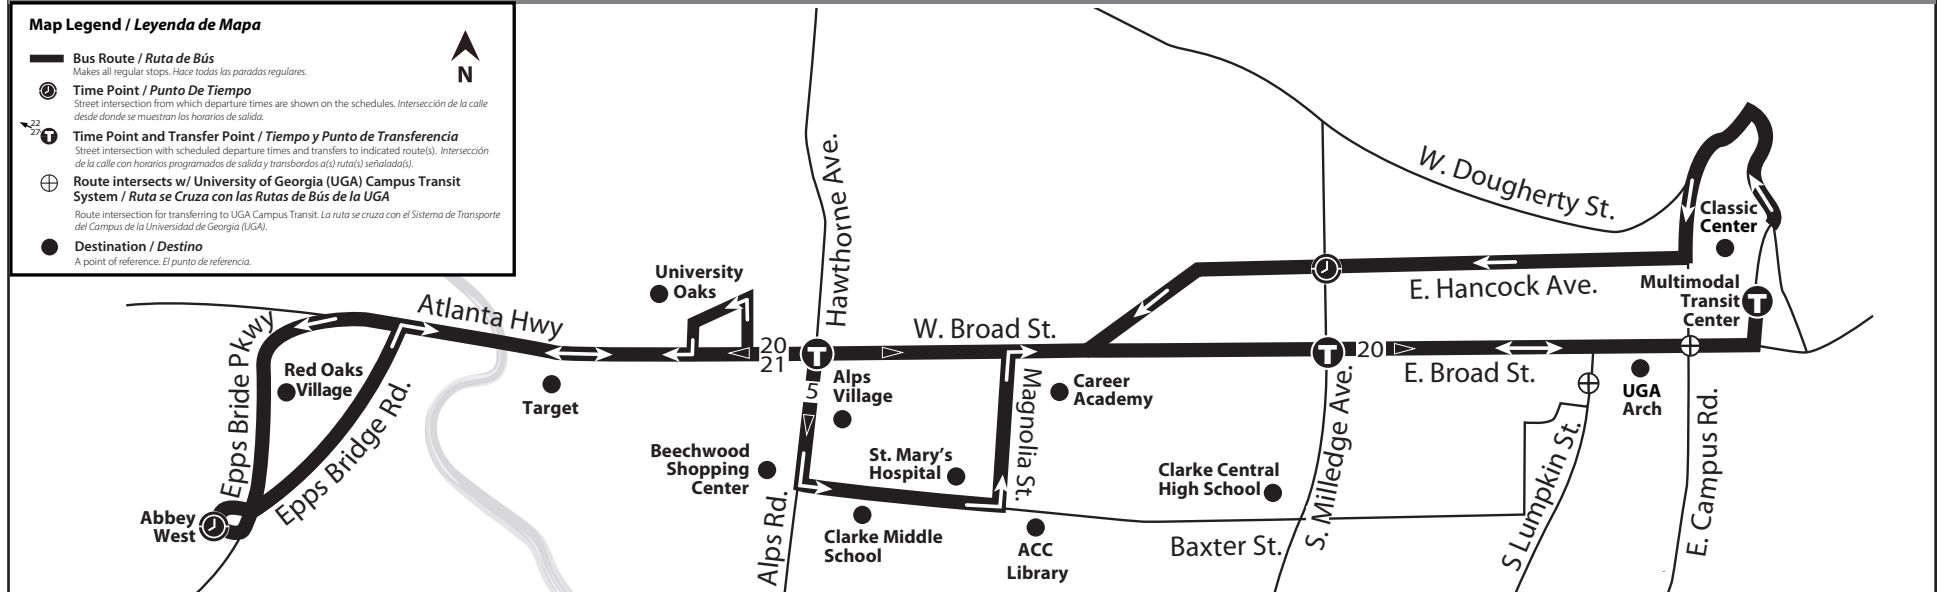 Map Legend / Leyenda de Mapa
N
Bus Route / Ruta de Bús
Makes all regular stops. Hace todas las paradas regulares.
Time Point / Punto De Tiempo
Street intersection from which departure times are shown on the schedules. Intersección de la calle
desde donde se muestran los horarios de salida.
22
27
T
Time Point and Transfer Point / Tiempo y Punto de Transferencia
Street intersection with scheduled departure times and transfers to indicated route(s). Intersección
de la calle con horarios programados de salida y transbordos a(s) ruta(s) señalada(s).
Route intersects w/ University of Georgia (UGA) Campus Transit
System / Ruta se Cruza con las Rutas de Bús de la UGA
Route intersection for transferring to UGA Campus Transit. La ruta se cruza con el Sistema de Transporte
del Campus de la Universidad de Georgia (UGA).
Destination / Destino
A point of reference. El punto de referencia.
Hawthorne Ave.
W. Dougherty St.
Classic
Center
University
Oaks
Atlanta Hwy
Epps Bride Pkwy
Red Oaks
Village
Epps Bridge Rd.
Abbey
West
Target
20
21
T
W. Broad St.
E. Hancock Ave.
Multimodal
Transit
Center
T
T
20
E. Broad St.
UGA
Arch
5
Alps
Village
Magnolia St.
Career
Academy
Beechwood
Shopping
Center
St. Mary's
Hospital
Clarke Central
High School
S. Milledge Ave.
S Lumpkin St.
E. Campus Rd.
Alps Rd.
Clarke Middle
School
ACC
Library
Baxter St.